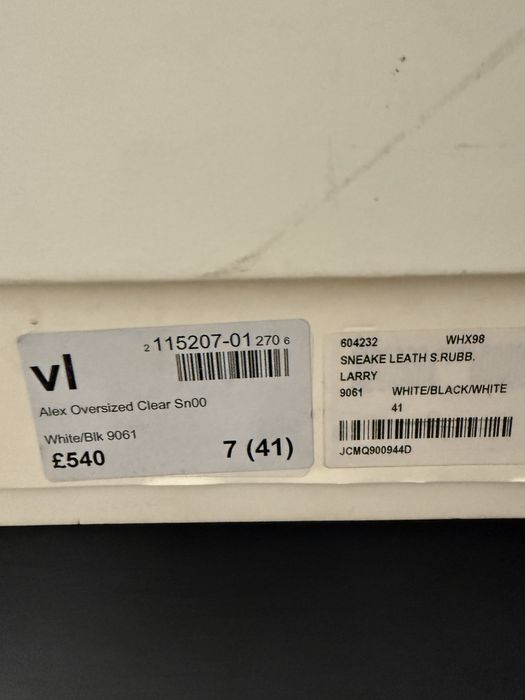 2 115207-01 270 6
vl
Alex Oversized Clear Sn00
White/Blk 9061
£540
7 (41)
604232 WHX98
SNEAKE LEATH S.RUBB.
LARRY
9061 WHITE/BLACK/WHITE
41
JCMQ900944D